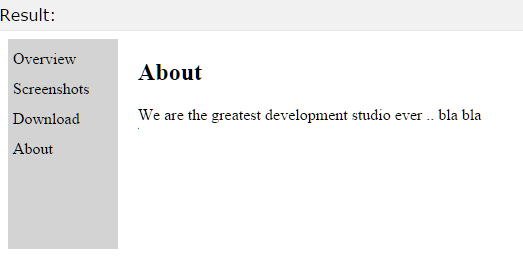 Result:
Overview
Screenshots
Download
About
About
We are the greatest development studio ever .. bla bla